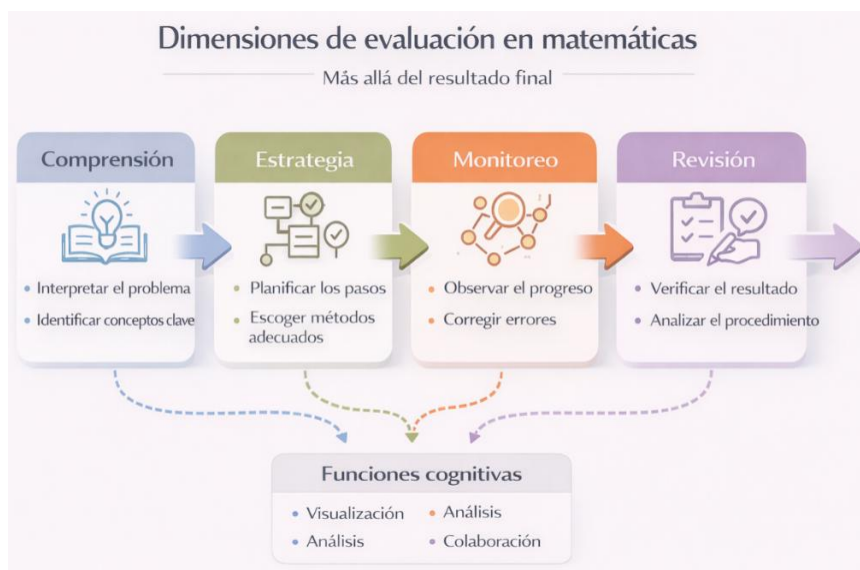 Dimensiones de evaluación en matemáticas
Más allá del resultado final
Comprensión
Interpretar el problema
Identificar conceptos clave
Estrategia
Planificar los pasos
Escoger métodos
adecuados
Monitoreo
Observar el progreso
Corregir errores
Revisión
Verificar el resultado
Analizar el procedimiento
Funciones cognitivas
Visualización
Análisis
Análisis
Colaboración